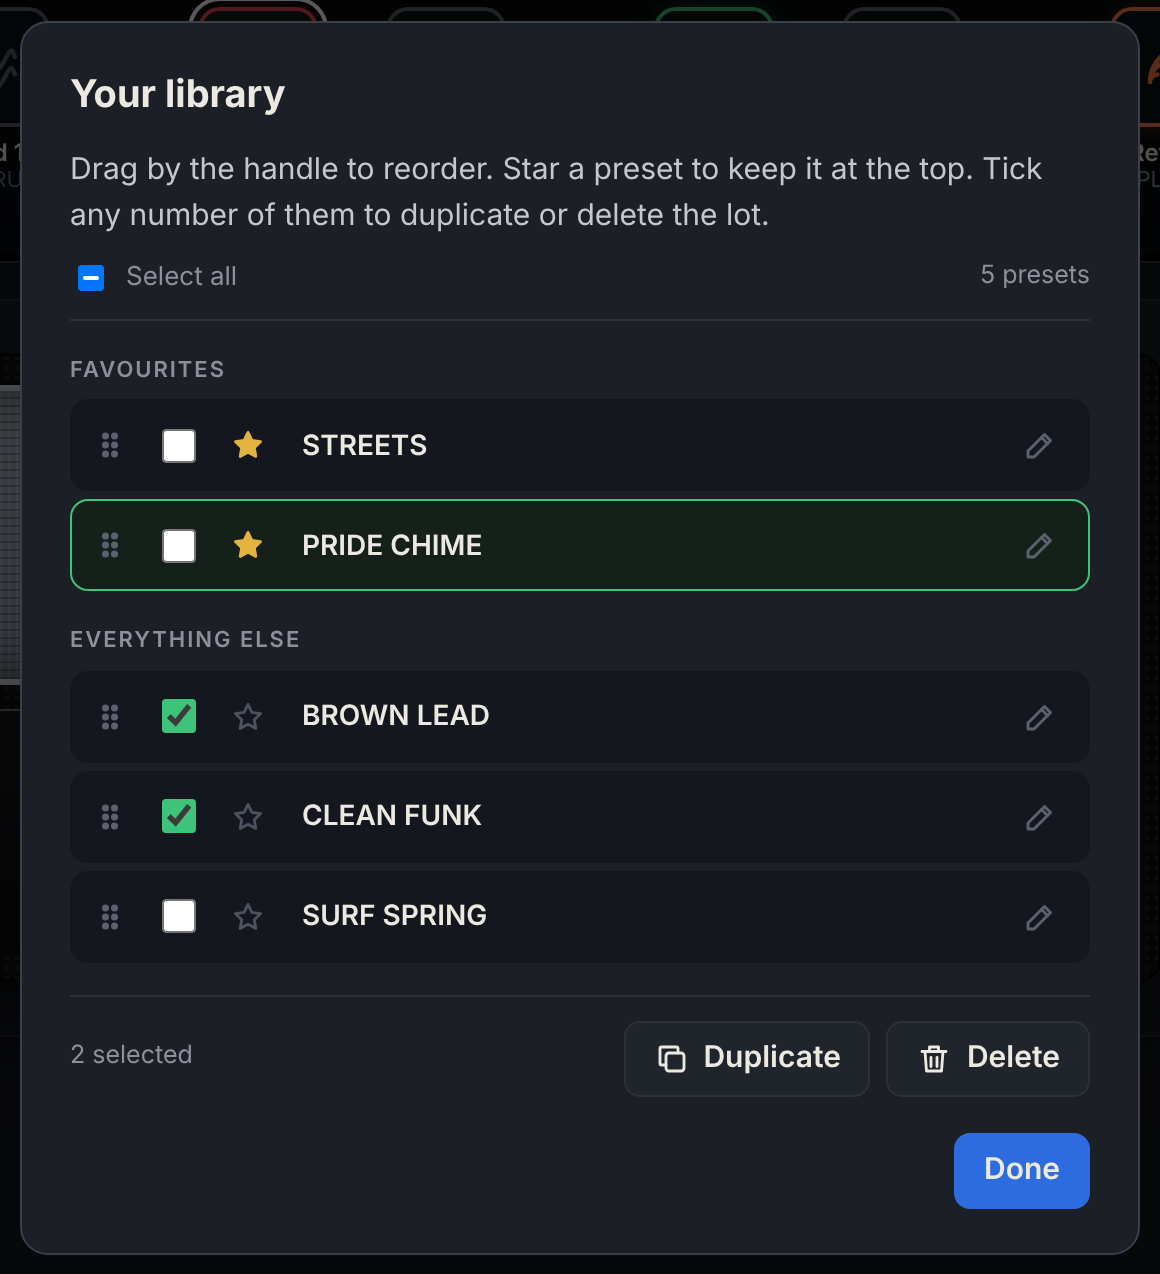 Your library
Drag by the handle to reorder. Star a preset to keep it at the top. Tick
any number of them to duplicate or delete the lot.
Select all
5 presets
FAVOURITES
STREETS
PRIDE CHIME
EVERYTHING ELSE
BROWN LEAD
CLEAN FUNK
SURF SPRING
2 selected
Duplicate
Delete
Done